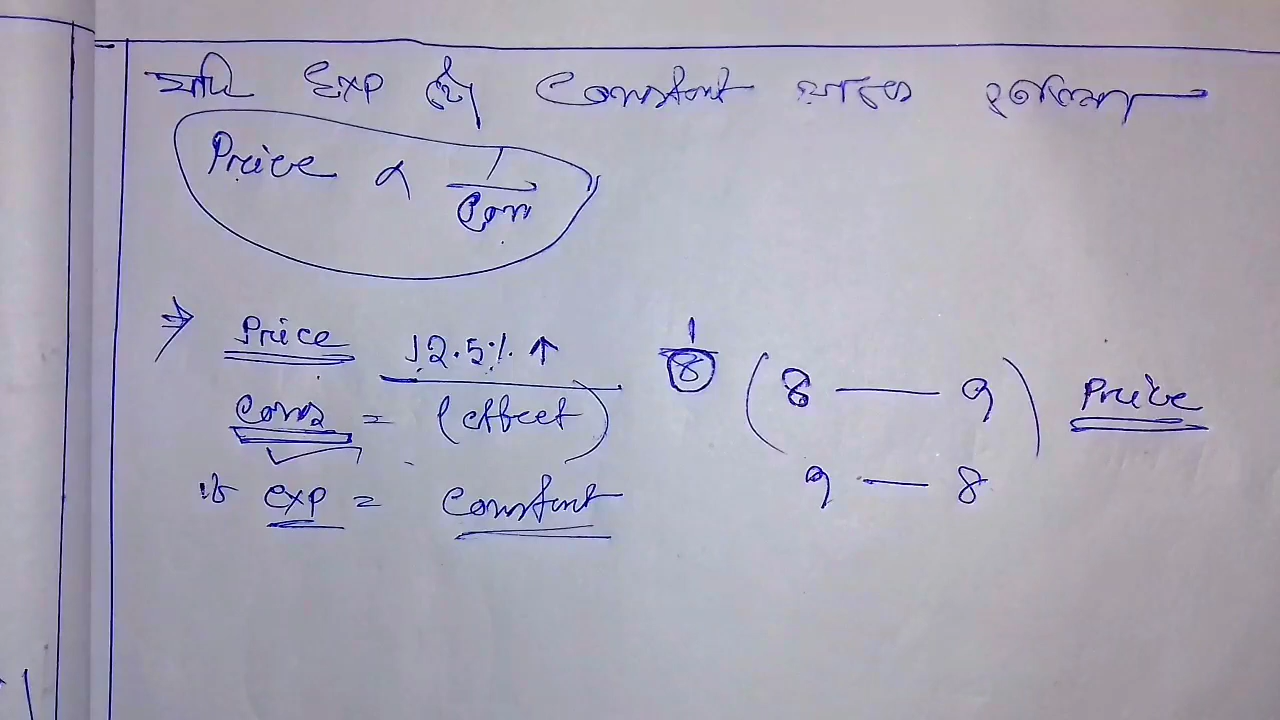 যদি Exp টা Constant থাকে
Price ∝ 1/Con
⇒ Price 12.5% ↑ 1/8 (8 — 9) Price
Cons = (effect) 9 — 8
if exp = Constant